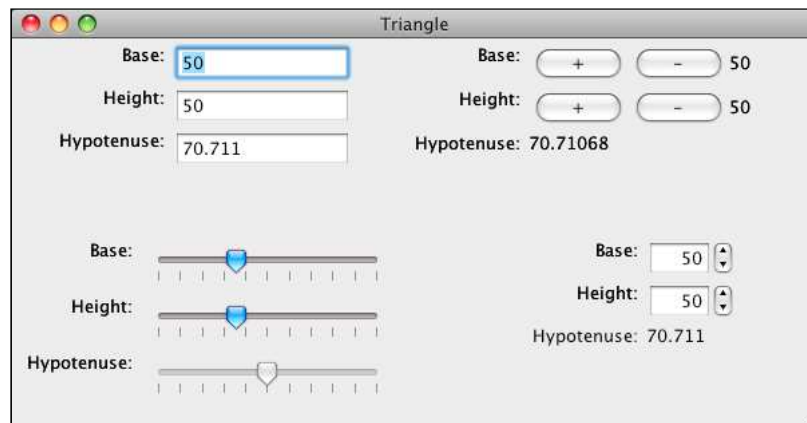 Triangle
Base: 50
Height: 50
Hypotenuse: 70.711
Base: + - 50
Height: + - 50
Hypotenuse: 70.71068
Base:
Height:
Hypotenuse:
Base: 50
Height: 50
Hypotenuse: 70.711